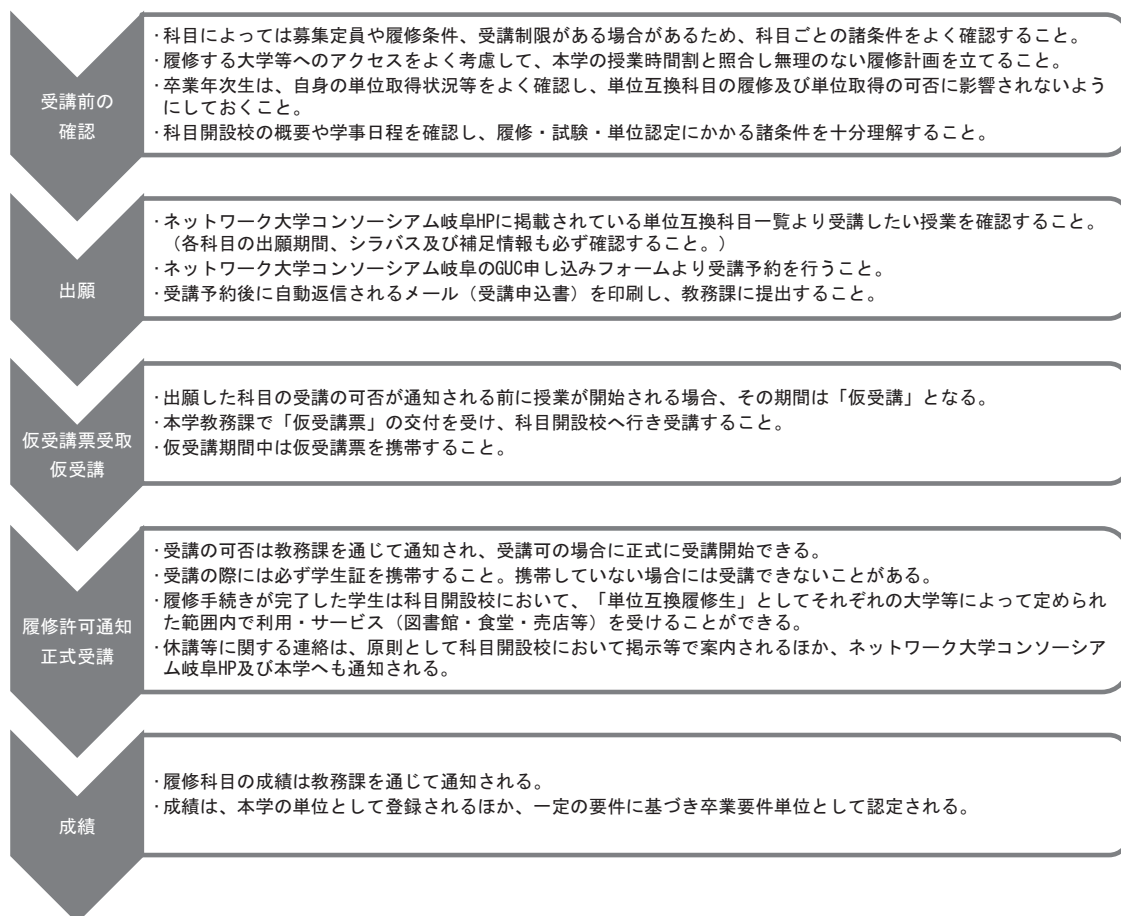 受講前の
確認
・科目によっては募集定員や履修条件、受講制限がある場合があるため、科目ごとの諸条件をよく確認すること。
・履修する大学等へのアクセスをよく考慮して、本学の授業時間割と照合し無理のない履修計画を立てること。
・卒業年次生は、自身の単位取得状況等をよく確認し、単位互換科目の履修及び単位取得の可否に影響されないよう
にしておくこと。
・科目開設校の概要や学事日程を確認し、履修・試験・単位認定にかかる諸条件を十分理解すること。
出願
・ネットワーク大学コンソーシアム岐阜HPに掲載されている単位互換科目一覧より受講したい授業を確認すること。
（各科目の出願期間、シラバス及び補足情報も必ず確認すること。）
・ネットワーク大学コンソーシアム岐阜のGUC申し込みフォームより受講予約を行うこと。
・受講予約後に自動返信されるメール（受講申込書）を印刷し、教務課に提出すること。
仮受講票受取
仮受講
・出願した科目の受講の可否が通知される前に授業が開始される場合、その期間は「仮受講」となる。
・本学教務課で「仮受講票」の交付を受け、科目開設校へ行き受講すること。
・仮受講期間中は仮受講票を携帯すること。
履修許可通知
正式受講
・受講の可否は教務課を通じて通知され、受講可の場合に正式に受講開始できる。
・受講の際には必ず学生証を携帯すること。携帯していない場合には受講できないことがある。
・履修手続きが完了した学生は科目開設校において、「単位互換履修生」としてそれぞれの大学等によって定められ
た範囲内で利用・サービス（図書館・食堂・売店等）を受けることができる。
・休講等に関する連絡は、原則として科目開設校において掲示等で案内されるほか、ネットワーク大学コンソーシア
ム岐阜HP及び本学へも通知される。
成績
・履修科目の成績は教務課を通じて通知される。
・成績は、本学の単位として登録されるほか、一定の要件に基づき卒業要件単位として認定される。